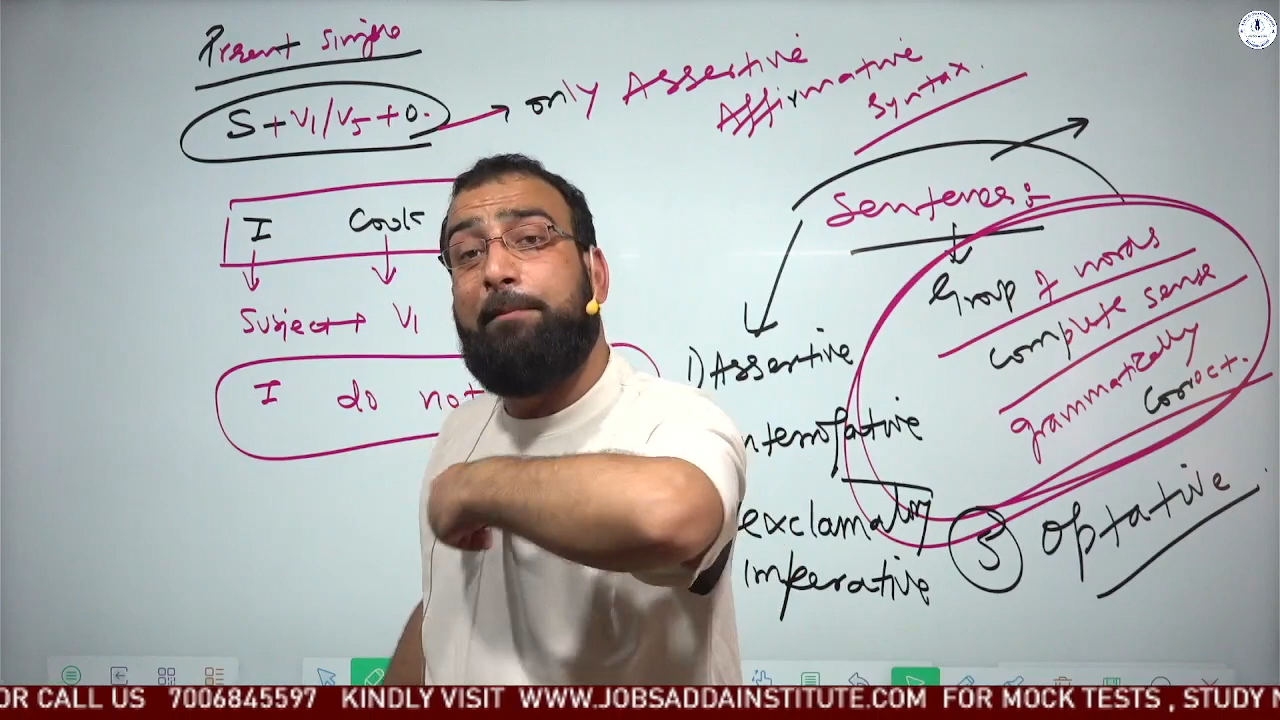 Present Simple
S + V1/V5 + O.
only Assertive
Affirmative
Syntax.
I Cook
Subject V1
I do not
Sentences :
Group of words
complete sense
grammatically
correct.
1) Assertive
nterrogative
exclamatory
imperative
5 Optative
OR CALL US 7006845597 KINDLY VISIT WWW.JOBSADDAINSTITUTE.COM FOR MOCK TESTS , STUDY